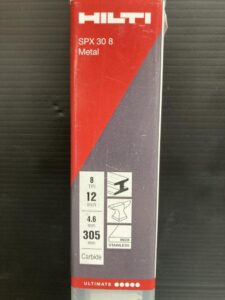 HILTI
SPX 30 8
Metal
8
TPI
12
inch
4.6
mm
305
mm
Carbide
INOX
STAINLESS
ULTIMATE